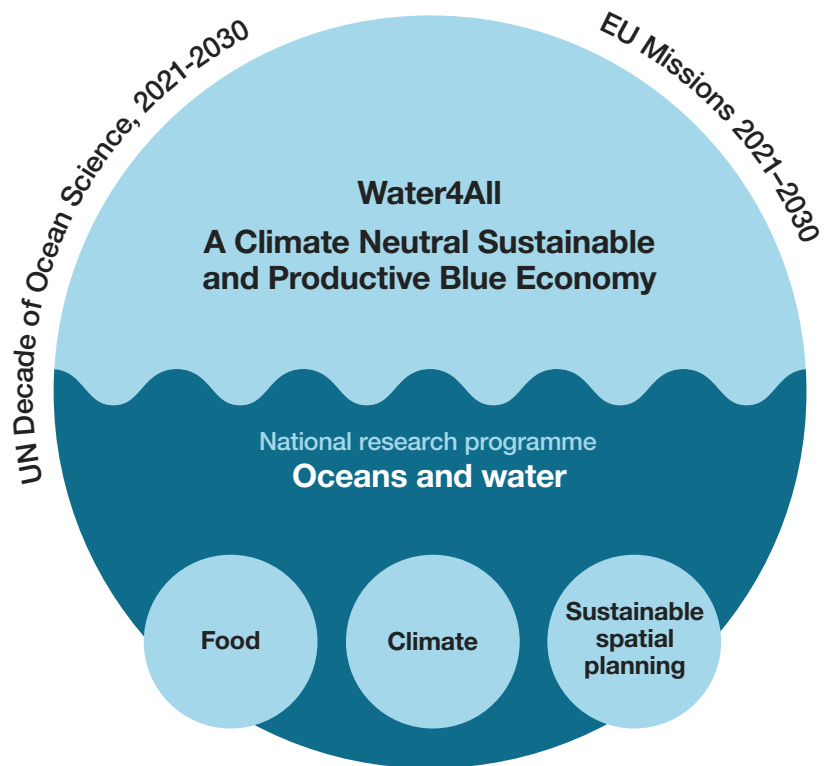 UN Decade of Ocean Science, 2021-2030
EU Missions 2021–2030
Water4All
A Climate Neutral Sustainable
and Productive Blue Economy
National research programme
Oceans and water
Food
Climate
Sustainable
spatial
planning